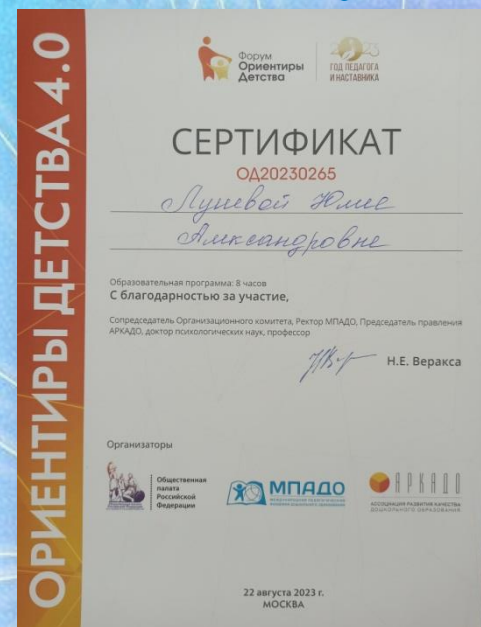 ОРИЕНТИРЫ ДЕТСТВА 4.0
Форум
Ориентиры
Детства
ГОД ПЕДАГОГА
И НАСТАВНИКА
СЕРТИФИКАТ
ОД20230265
Луневой Юлие
Александровне
Образовательная программа: 8 часов
С благодарностью за участие,
Сопредседатель Организационного комитета, Ректор МПАДО, Председатель правления
АРКАДО, доктор психологических наук, профессор
Н.Е. Веракса
Организаторы
Общественная
палата
Российской
Федерации
МПАДО
АРКАДО
АССОЦИАЦИЯ РАЗВИТИЯ КАЧЕСТВА
ДОШКОЛЬНОГО ОБРАЗОВАНИЯ
22 августа 2023 г.
МОСКВА